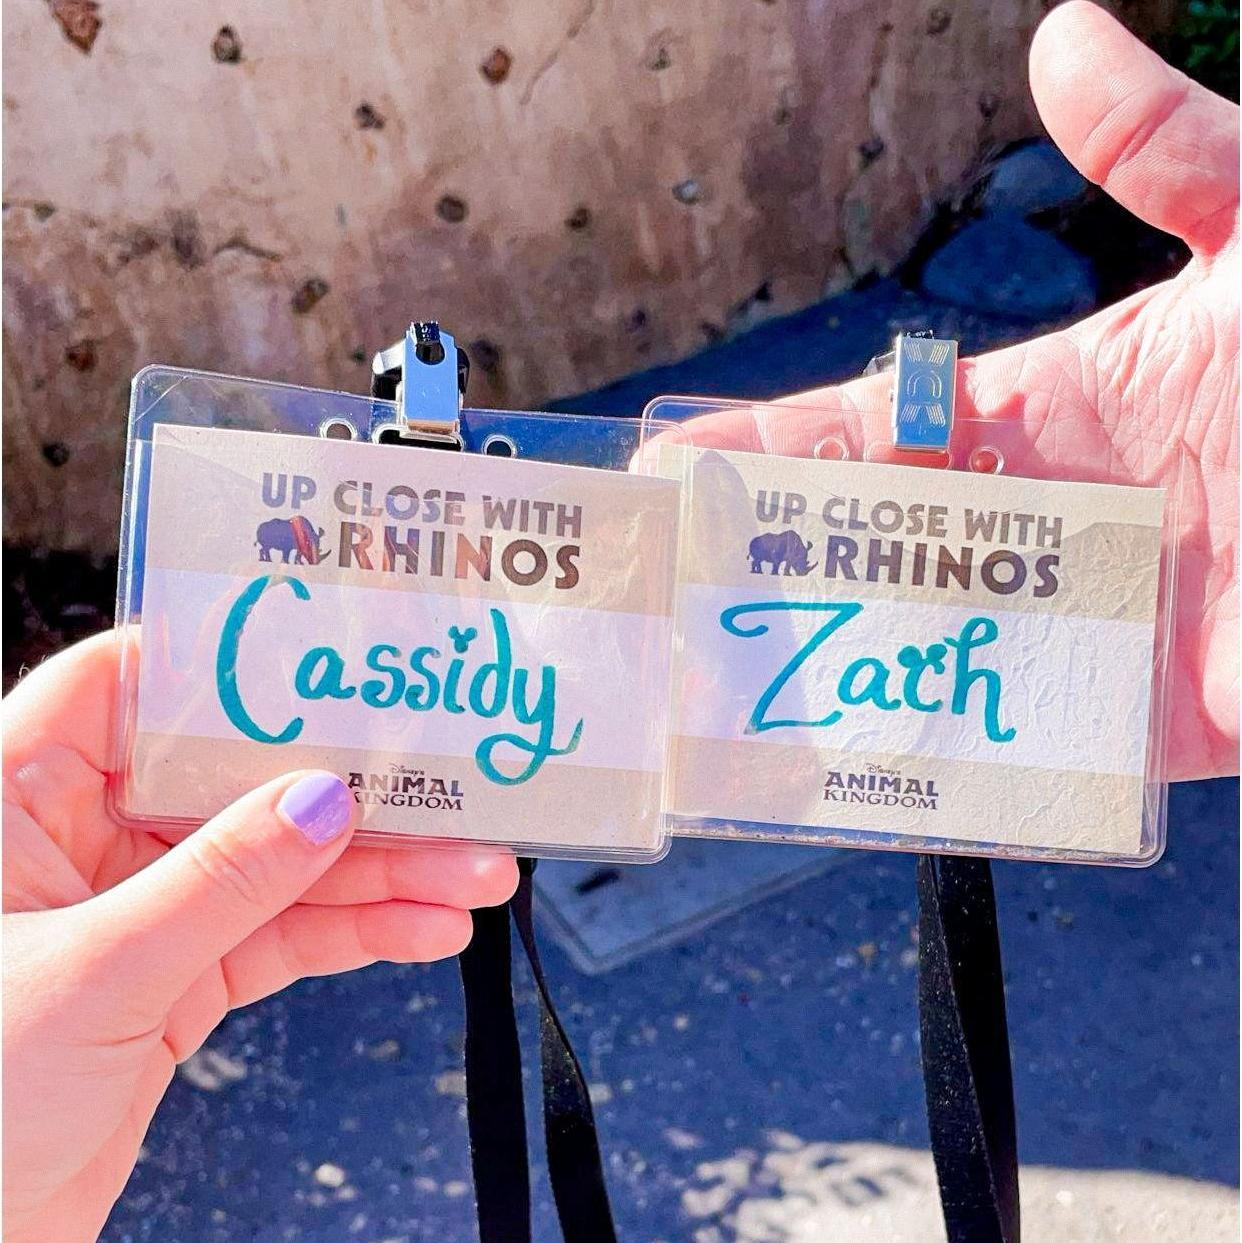 UP CLOSE WITH
RHINOS
Cassidy
Disney's
ANIMAL
KINGDOM
UP CLOSE WITH
RHINOS
Zach
Disney's
ANIMAL
KINGDOM